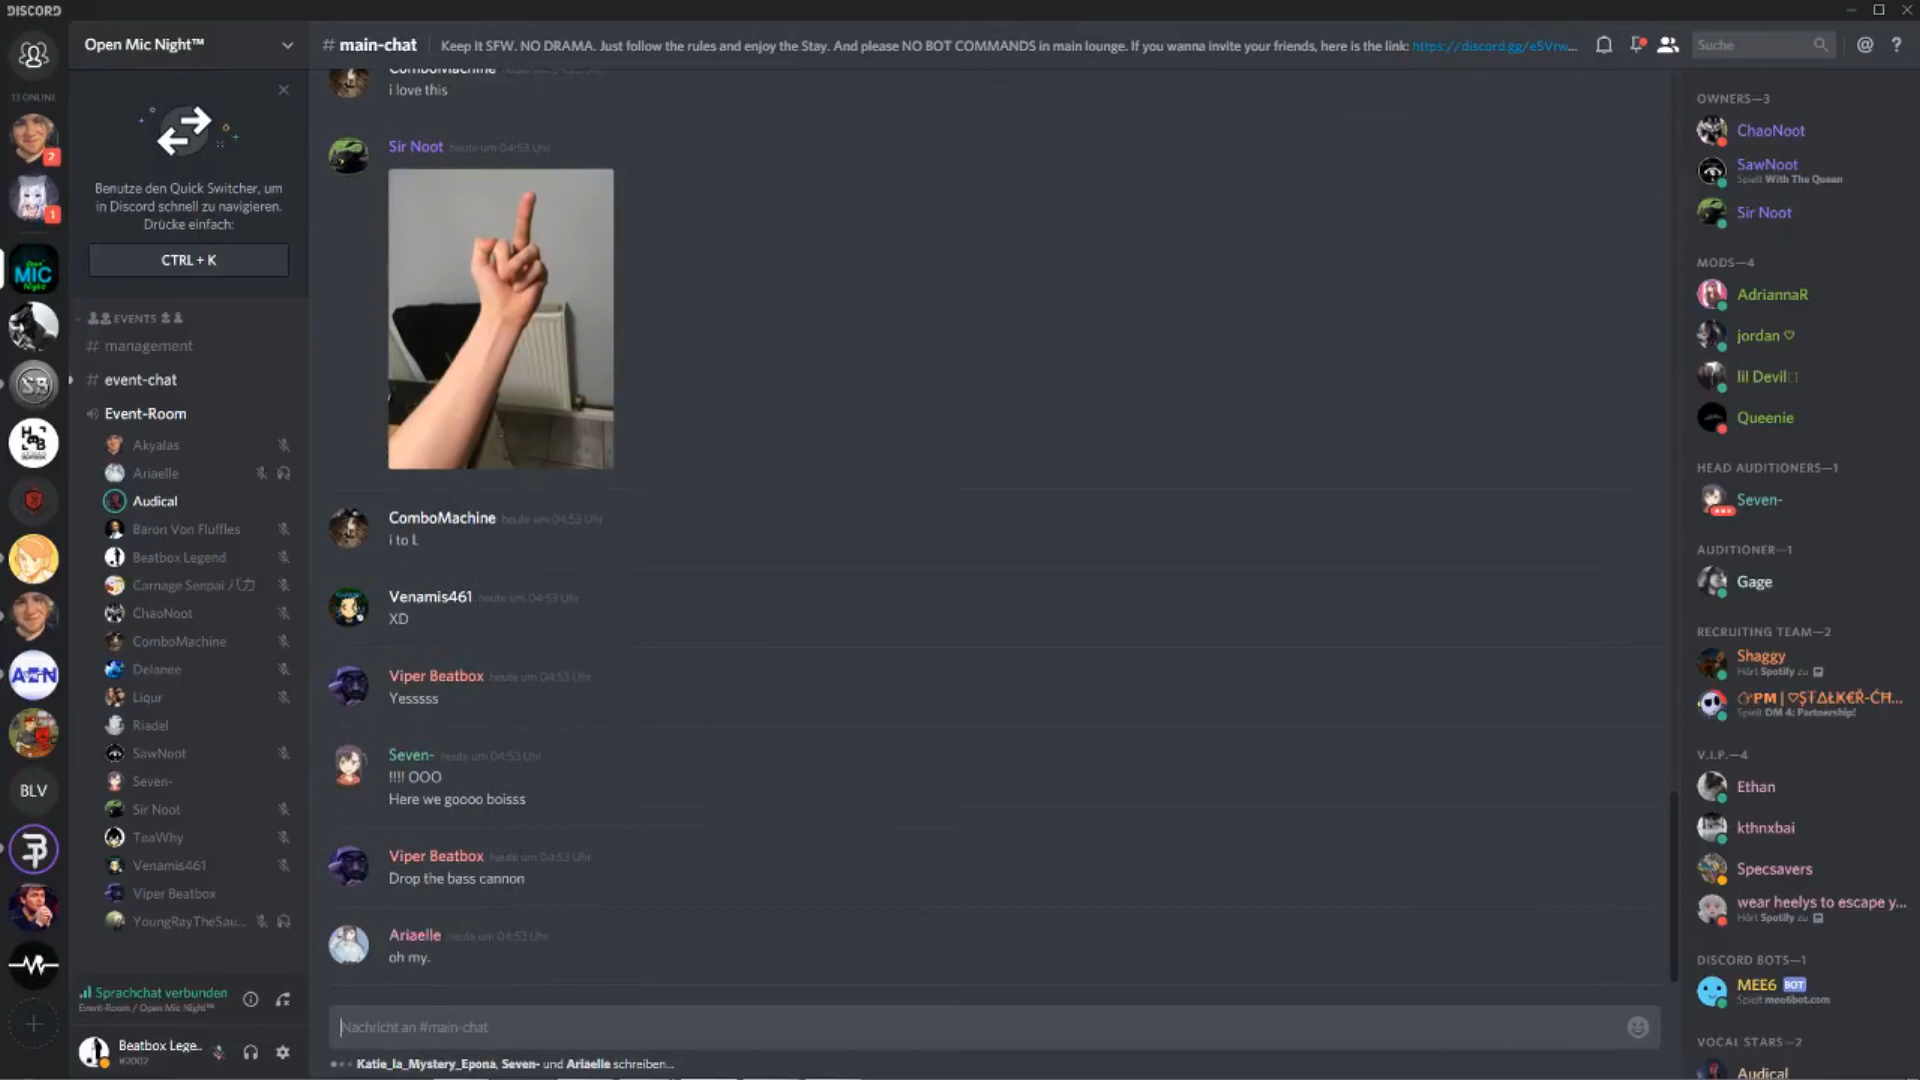 DISCORD
Open Mic Night™
# main-chat
Keep It SFW. NO DRAMA. Just follow the rules and enjoy the Stay. And please NO BOT COMMANDS in main lounge. If you wanna invite your friends, here is the link: https://discord.gg/eSVrw...
Suche
13 ONLINE
2
1
MIC
SB
BLV
Benutze den Quick Switcher, um
in Discord schnell zu navigieren.
Drücke einfach:
CTRL + K
EVENTS
# management
# event-chat
Event-Room
Akyalas
Ariaelle
Audical
Baron Von Fluffles
Beatbox Legend
Carnage Senpai バカ
ChaoNoot
ComboMachine
Delanee
Liqur
Riadel
SawNoot
Seven-
Sir Noot
TeaWhy
Venamis461
Viper Beatbox
YoungRayTheSau...
Sprachchat verbunden
Event-Room / Open Mic Night™
Beatbox Lege..
#2002
ComboMachine
i love this
Sir Noot heute um 04:53 Uhr
ComboMachine heute um 04:53 Uhr
i to l.
Venamis461 heute um 04:53 Uhr
XD
Viper Beatbox heute um 04:53 Uhr
Yesssss
Seven- heute um 04:53 Uhr
!!!! OOO
Here we goooo boisss
Viper Beatbox heute um 04:53 Uhr
Drop the bass cannon
Ariaelle heute um 04:53 Uhr
oh my.
Nachricht an #main-chat
Katie_la_Mystery_Epona, Seven- und Ariaelle schreiben...
OWNERS—3
ChaoNoot
SawNoot
Spielt With The Queen
Sir Noot
MODS—4
AdriannaR
jordan ♡
lil Devil
Queenie
HEAD AUDITIONERS—1
Seven-
AUDITIONER—1
Gage
RECRUITING TEAM—2
Shaggy
Hört Spotify zu
Spielt DM 4: Partnership!
V.I.P.—4
Ethan
kthnxbai
Specsavers
wear heelys to escape y...
Hört Spotify zu
DISCORD BOTS—1
MEE6 BOT
Spielt mee6bot.com
VOCAL STARS—2
Audical